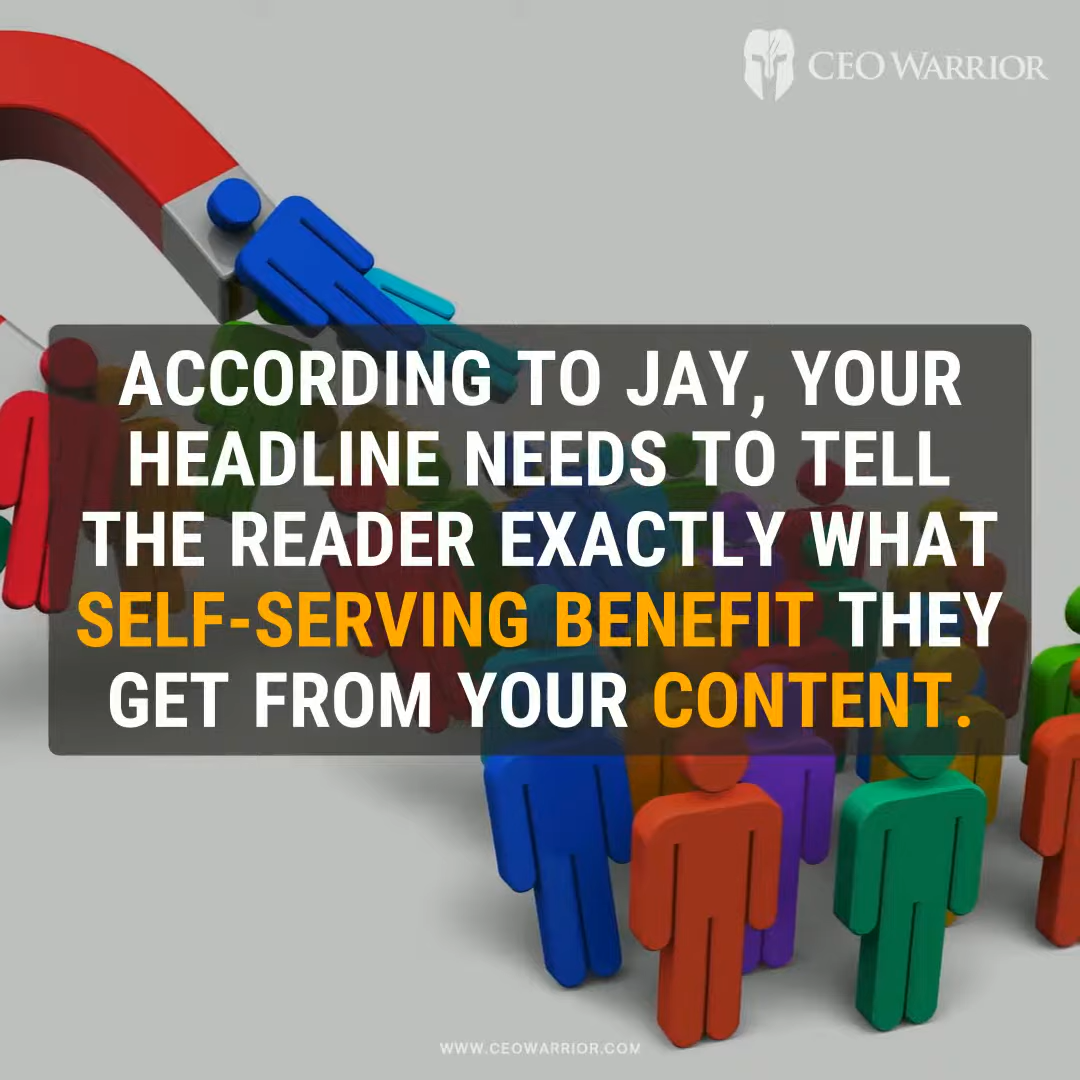 CEO WARRIOR
ACCORDING TO JAY, YOUR
HEADLINE NEEDS TO TELL
THE READER EXACTLY WHAT
SELF-SERVING BENEFIT THEY
GET FROM YOUR CONTENT.
WWW.CEOWARRIOR.COM